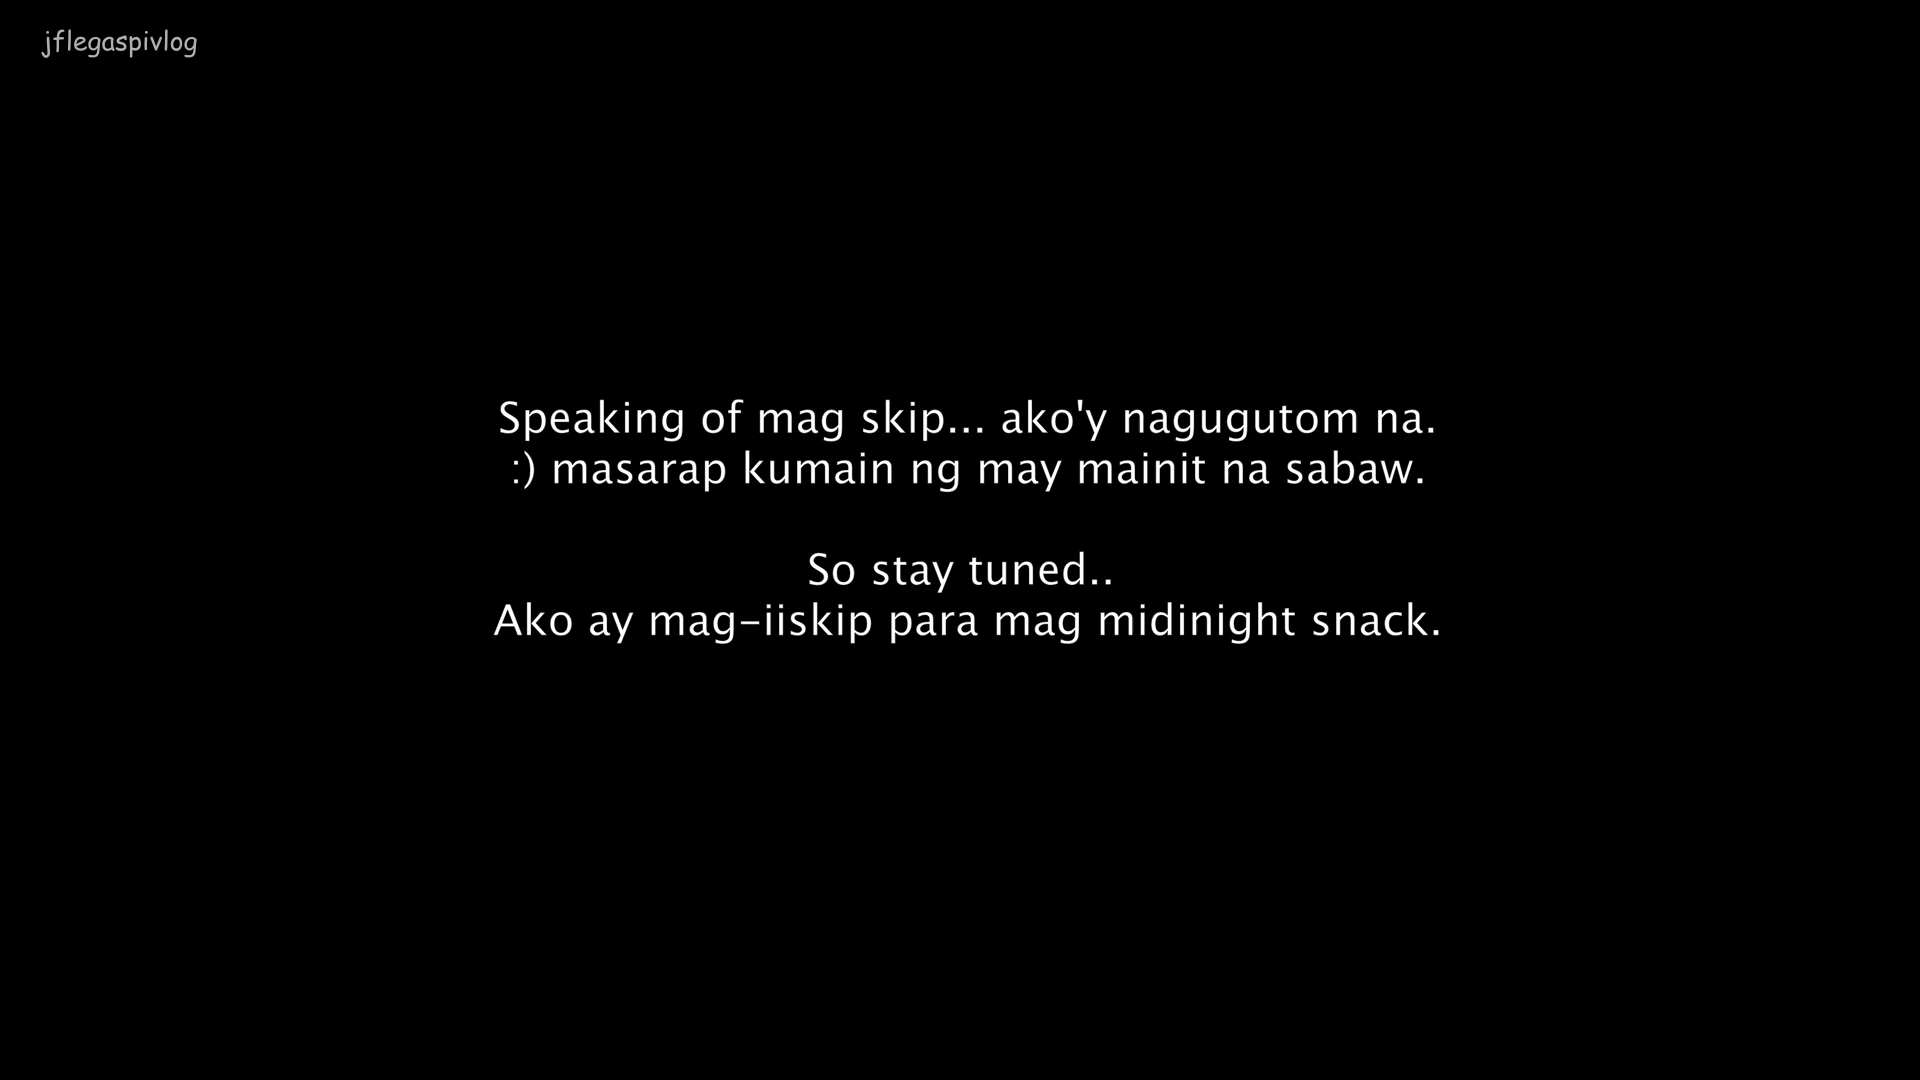 jflegaspivlog
Speaking of mag skip... ako'y nagugutom na.
:) masarap kumain ng may mainit na sabaw.
So stay tuned..
Ako ay mag-iiskip para mag midinight snack.